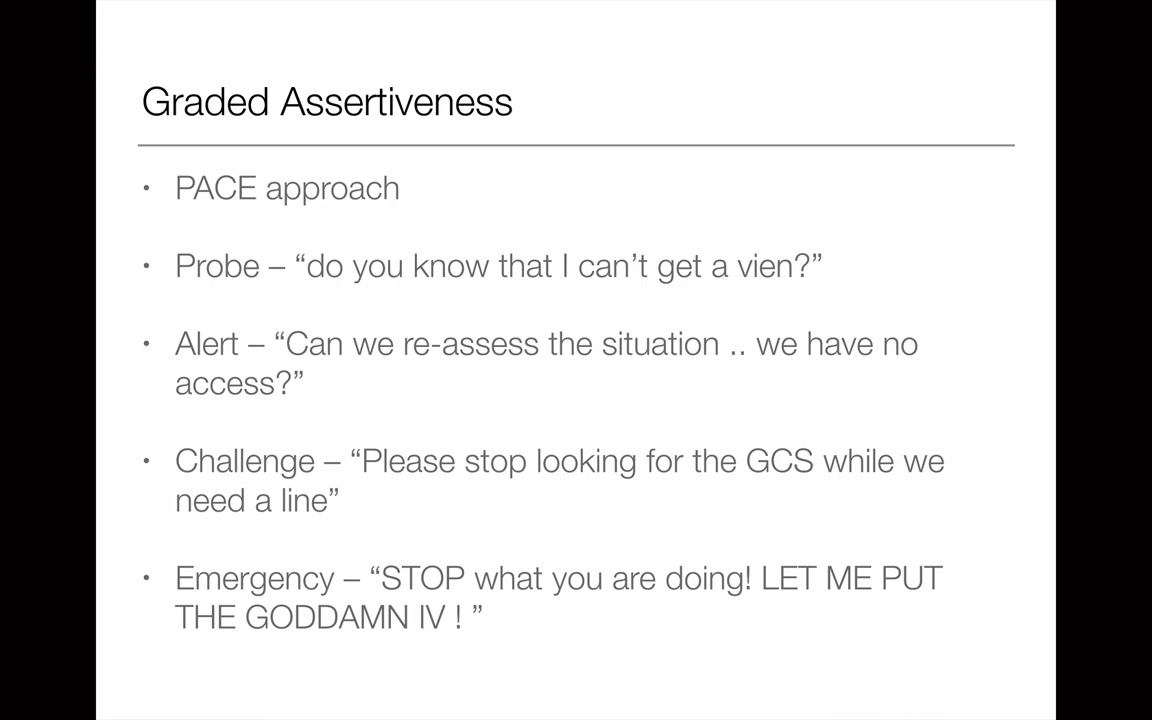 Graded Assertiveness
• PACE approach
• Probe – “do you know that I can’t get a vien?”
• Alert – “Can we re-assess the situation .. we have no
access?”
• Challenge – “Please stop looking for the GCS while we
need a line”
• Emergency – “STOP what you are doing! LET ME PUT
THE GODDAMN IV ! ”